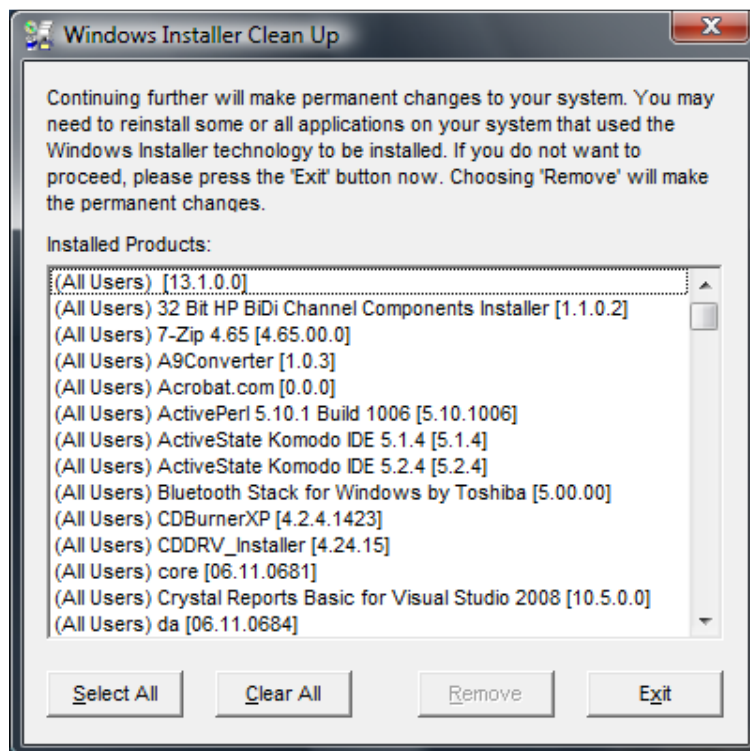 Windows Installer Clean Up
Continuing further will make permanent changes to your system. You may
need to reinstall some or all applications on your system that used the
Windows Installer technology to be installed. If you do not want to
proceed, please press the 'Exit' button now. Choosing 'Remove' will make
the permanent changes.
Installed Products:
(All Users)  [13.1.0.0]
(All Users) 32 Bit HP BiDi Channel Components Installer [1.1.0.2]
(All Users) 7-Zip 4.65 [4.65.00.0]
(All Users) A9Converter [1.0.3]
(All Users) Acrobat.com [0.0.0]
(All Users) ActivePerl 5.10.1 Build 1006 [5.10.1006]
(All Users) ActiveState Komodo IDE 5.1.4 [5.1.4]
(All Users) ActiveState Komodo IDE 5.2.4 [5.2.4]
(All Users) Bluetooth Stack for Windows by Toshiba [5.00.00]
(All Users) CDBurnerXP [4.2.4.1423]
(All Users) CDDRV_Installer [4.24.15]
(All Users) core [06.11.0681]
(All Users) Crystal Reports Basic for Visual Studio 2008 [10.5.0.0]
(All Users) da [06.11.0684]
Select All Clear All Remove Exit